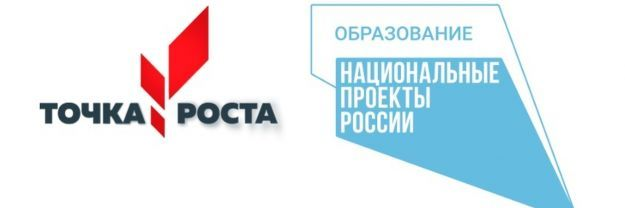 ТОЧКА РОСТА
ОБРАЗОВАНИЕ
НАЦИОНАЛЬНЫЕ
ПРОЕКТЫ
РОССИИ